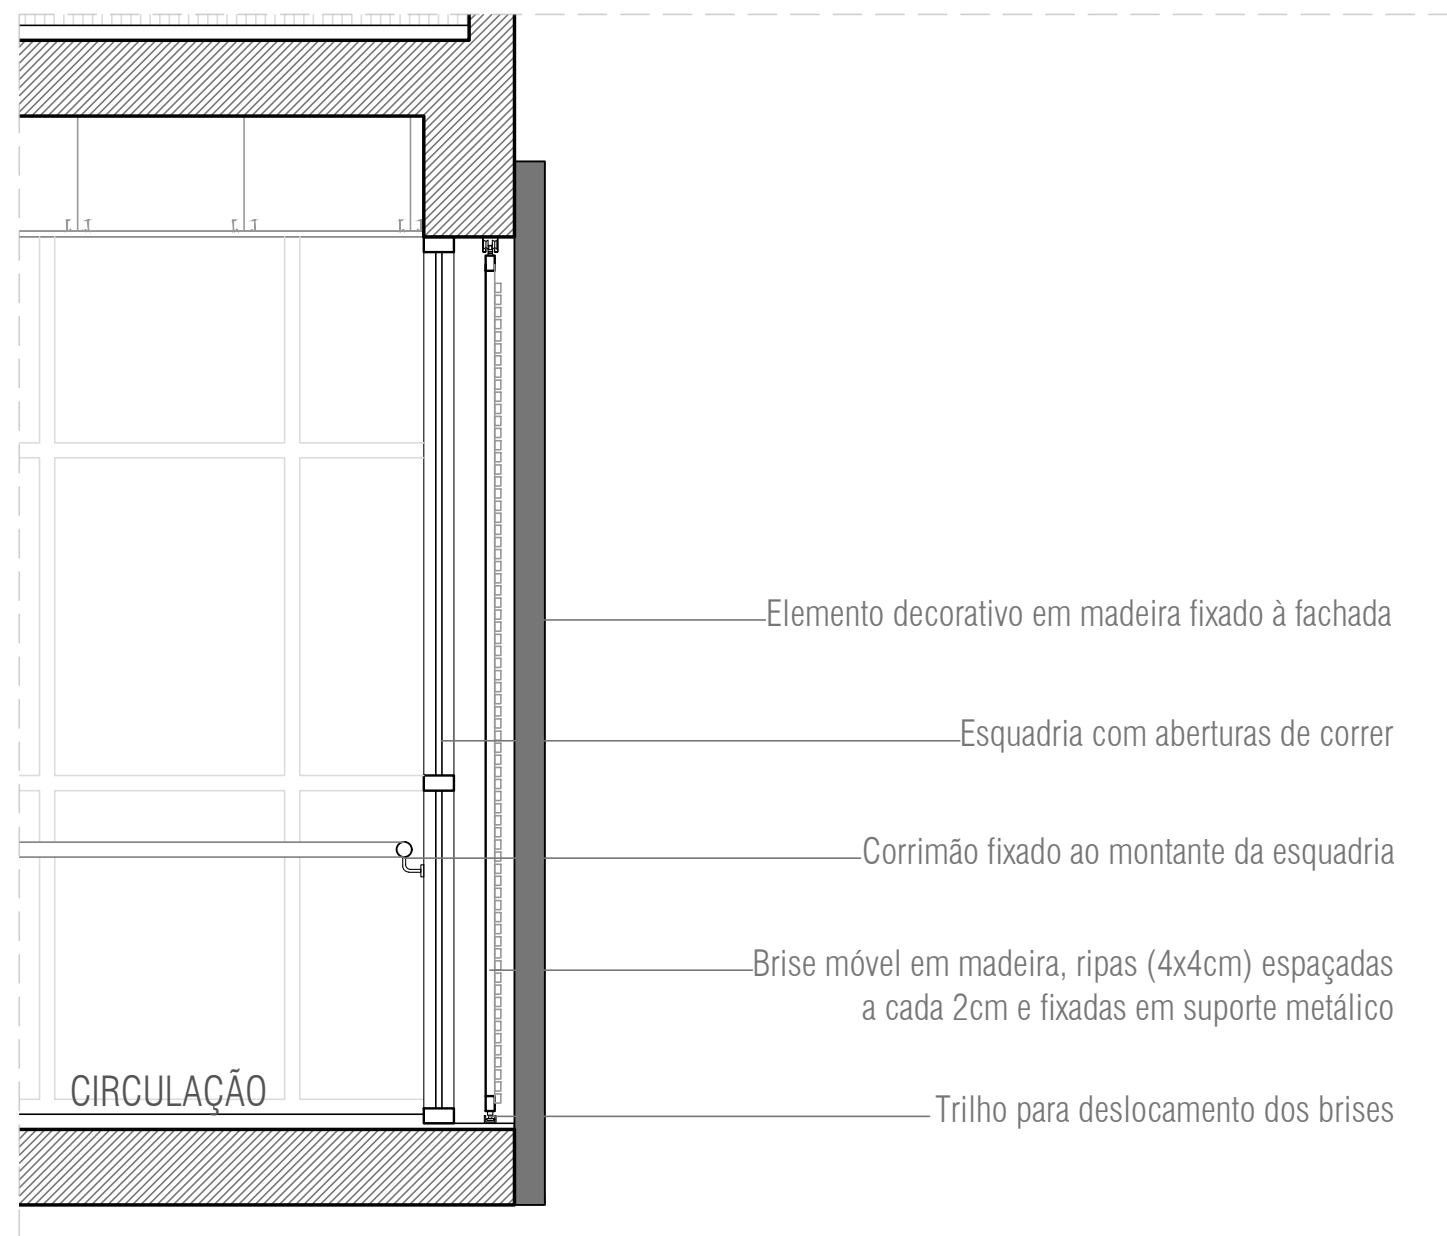 Elemento decorativo em madeira fixado à fachada
Esquadria com aberturas de correr
Corrimão fixado ao montante da esquadria
Brise móvel em madeira, ripas (4x4cm) espaçadas
a cada 2cm e fixadas em suporte metálico
CIRCULAÇÃO
Trilho para deslocamento dos brises